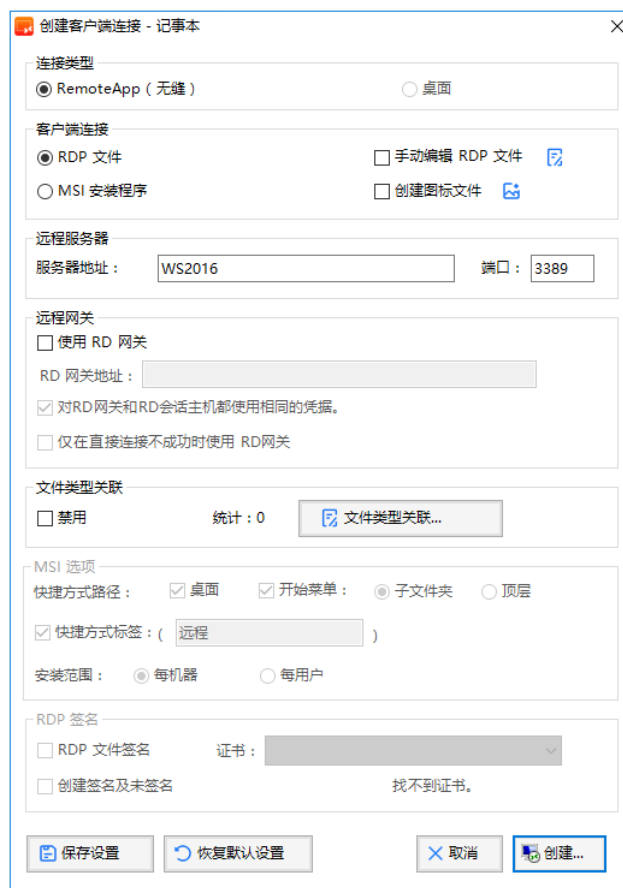 创建客户端连接 - 记事本
连接类型
RemoteApp（无缝） 桌面
客户端连接
RDP 文件 手动编辑 RDP 文件
MSI 安装程序 创建图标文件
远程服务器
服务器地址： WS2016 端口： 3389
远程网关
使用 RD 网关
RD 网关地址：
对RD网关和RD会话主机都使用相同的凭据。
仅在直接连接不成功时使用 RD网关
文件类型关联
禁用 统计：0 文件类型关联...
MSI 选项
快捷方式路径： 桌面 开始菜单： 子文件夹 顶层
快捷方式标签：( 远程 )
安装范围： 每机器 每用户
RDP 签名
RDP 文件签名 证书：
创建签名及未签名 找不到证书。
保存设置 恢复默认设置 取消 创建...